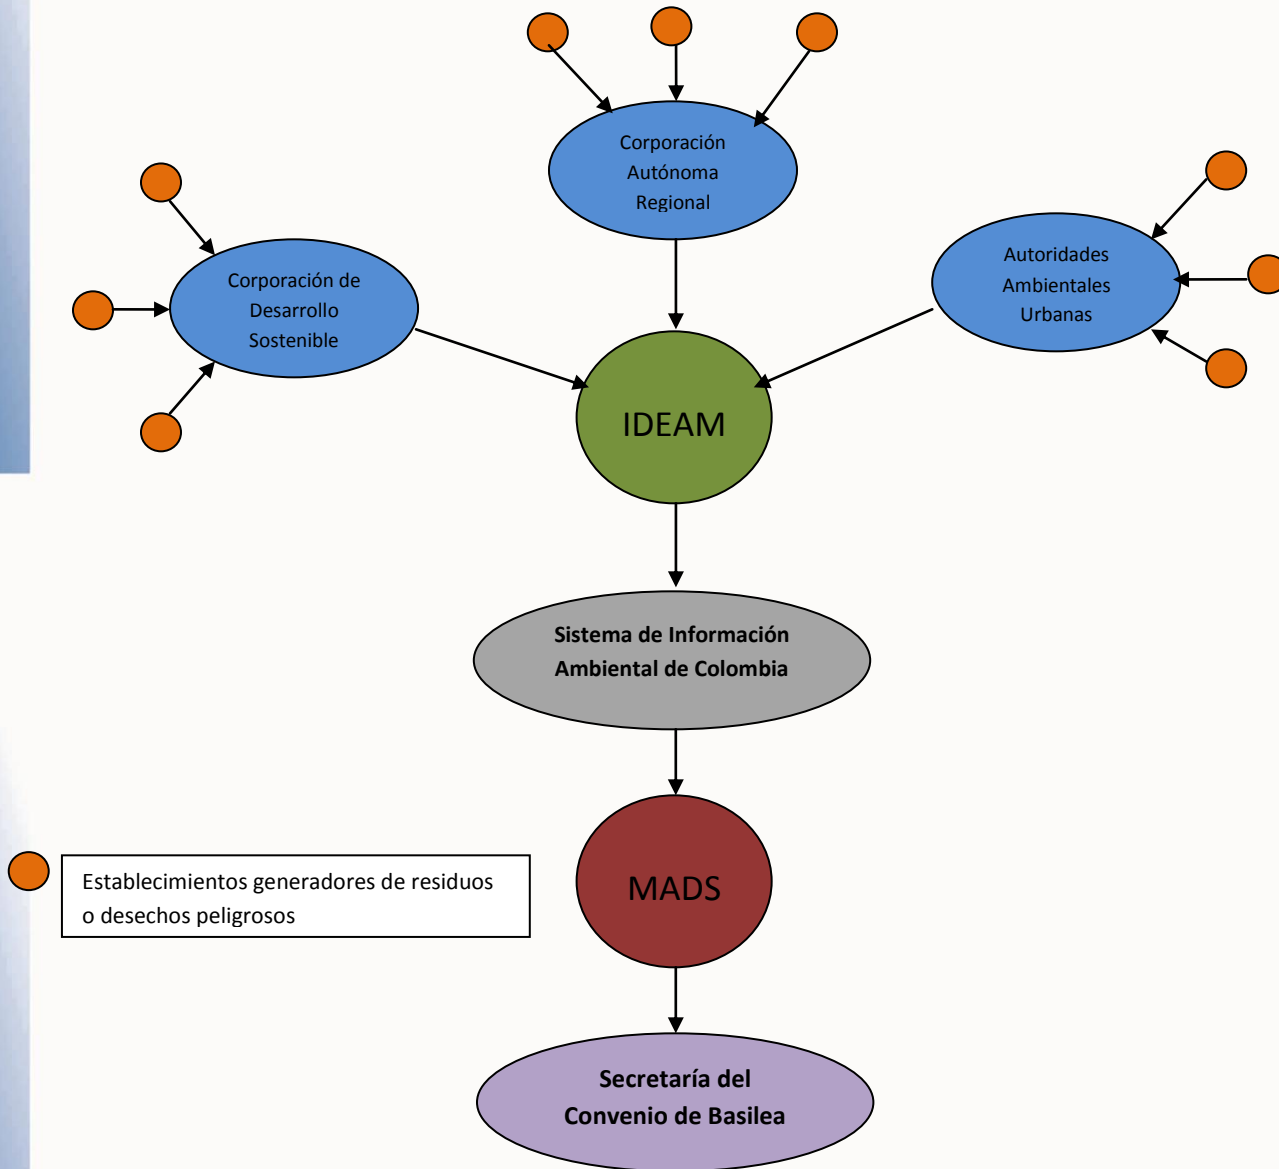 Corporación
Autónoma
Regional
Corporación de
Desarrollo
Sostenible
Autoridades
Ambientales
Urbanas
IDEAM
Sistema de Información
Ambiental de Colombia
MADS
Establecimientos generadores de residuos
o desechos peligrosos
Secretaría del
Convenio de Basilea